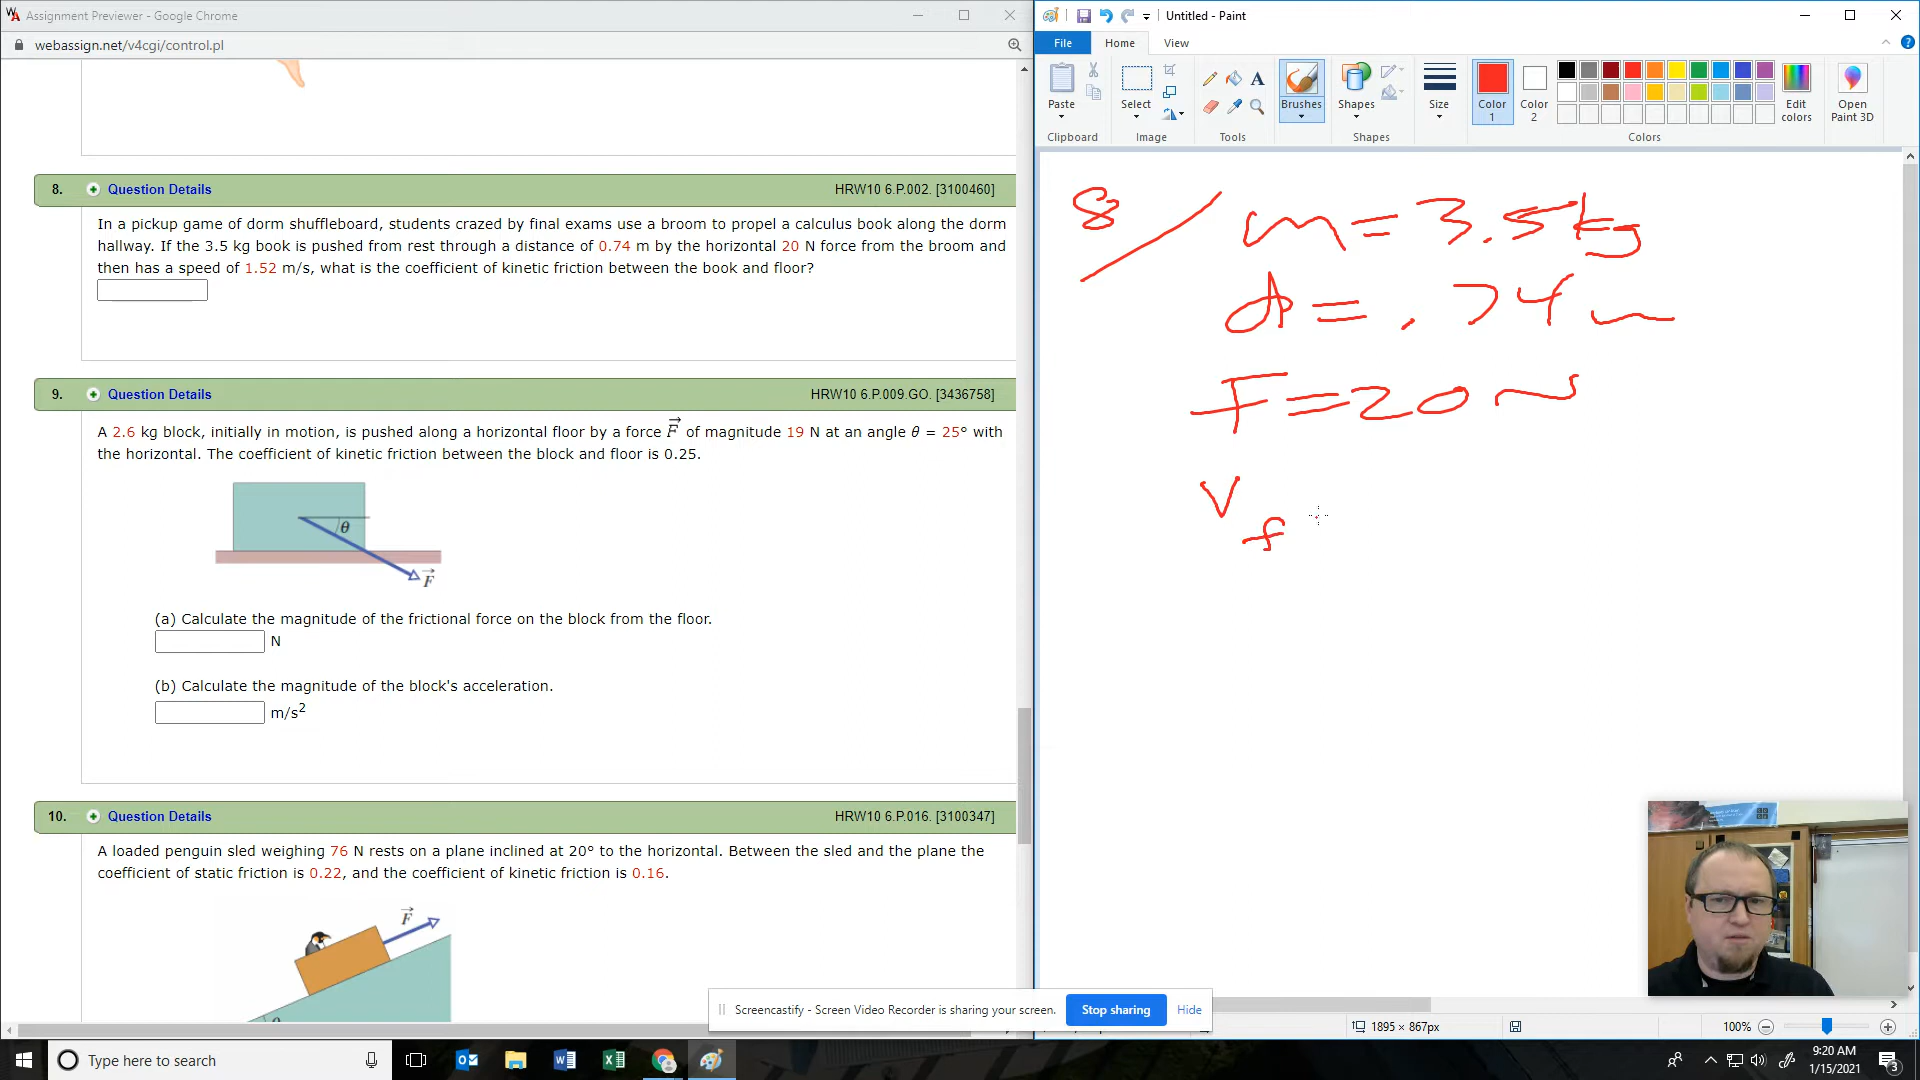 Assignment Previewer - Google Chrome
webassign.net/v4cgi/control.pl
8. Question Details HRW10 6.P.002. [3100460]
In a pickup game of dorm shuffleboard, students crazed by final exams use a broom to propel a calculus book along the dorm
hallway. If the 3.5 kg book is pushed from rest through a distance of 0.74 m by the horizontal 20 N force from the broom and
then has a speed of 1.52 m/s, what is the coefficient of kinetic friction between the book and floor?
9. Question Details HRW10 6.P.009.GO. [3436758]
A 2.6 kg block, initially in motion, is pushed along a horizontal floor by a force F⃗ of magnitude 19 N at an angle θ = 25° with
the horizontal. The coefficient of kinetic friction between the block and floor is 0.25.
θ
F⃗
(a) Calculate the magnitude of the frictional force on the block from the floor.
N
(b) Calculate the magnitude of the block's acceleration.
m/s²
10. Question Details HRW10 6.P.016. [3100347]
A loaded penguin sled weighing 76 N rests on a plane inclined at 20° to the horizontal. Between the sled and the plane the
coefficient of static friction is 0.22, and the coefficient of kinetic friction is 0.16.
F⃗
θ
Untitled - Paint
File Home View
Paste Select Brushes Shapes Size Color 1 Color 2 Edit colors Open Paint 3D
Clipboard Image Tools Shapes Colors
8/ m = 3.5 kg
d = .74 m
F = 20 N
V f
Screencastify - Screen Video Recorder is sharing your screen. Stop sharing Hide
1895 × 867px 100%
Type here to search
9:20 AM
1/15/2021
3